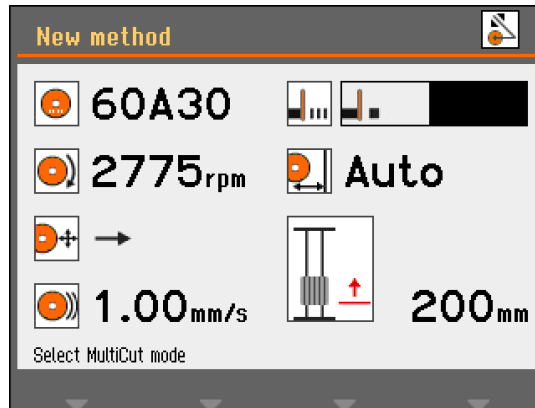 New method
60A30
2775rpm
Auto
1.00mm/s
200mm
Select MultiCut mode